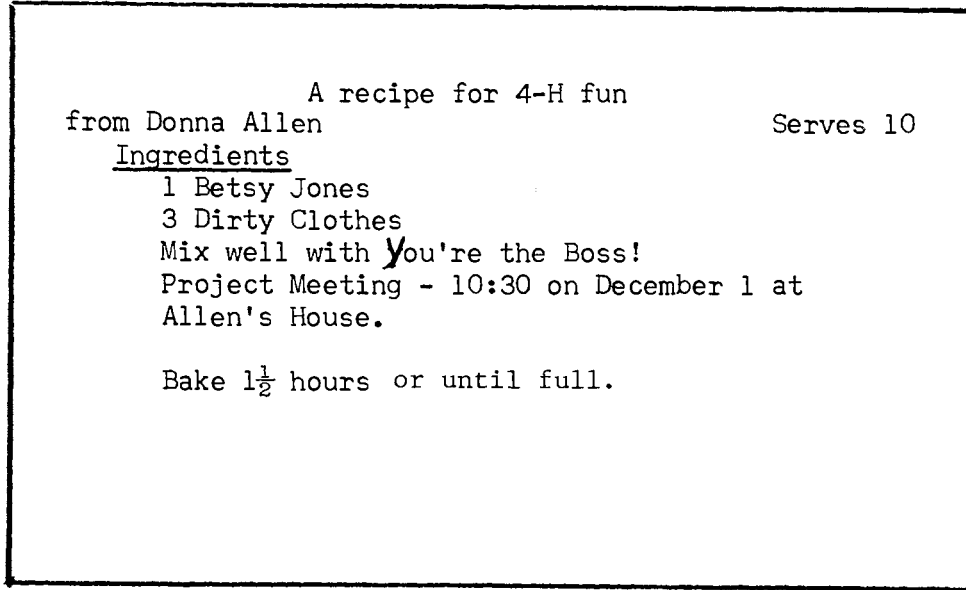 A recipe for 4-H fun
from Donna Allen Serves 10
Ingredients
1 Betsy Jones
3 Dirty Clothes
Mix well with You're the Boss!
Project Meeting - 10:30 on December 1 at
Allen's House.
Bake 1½ hours or until full.